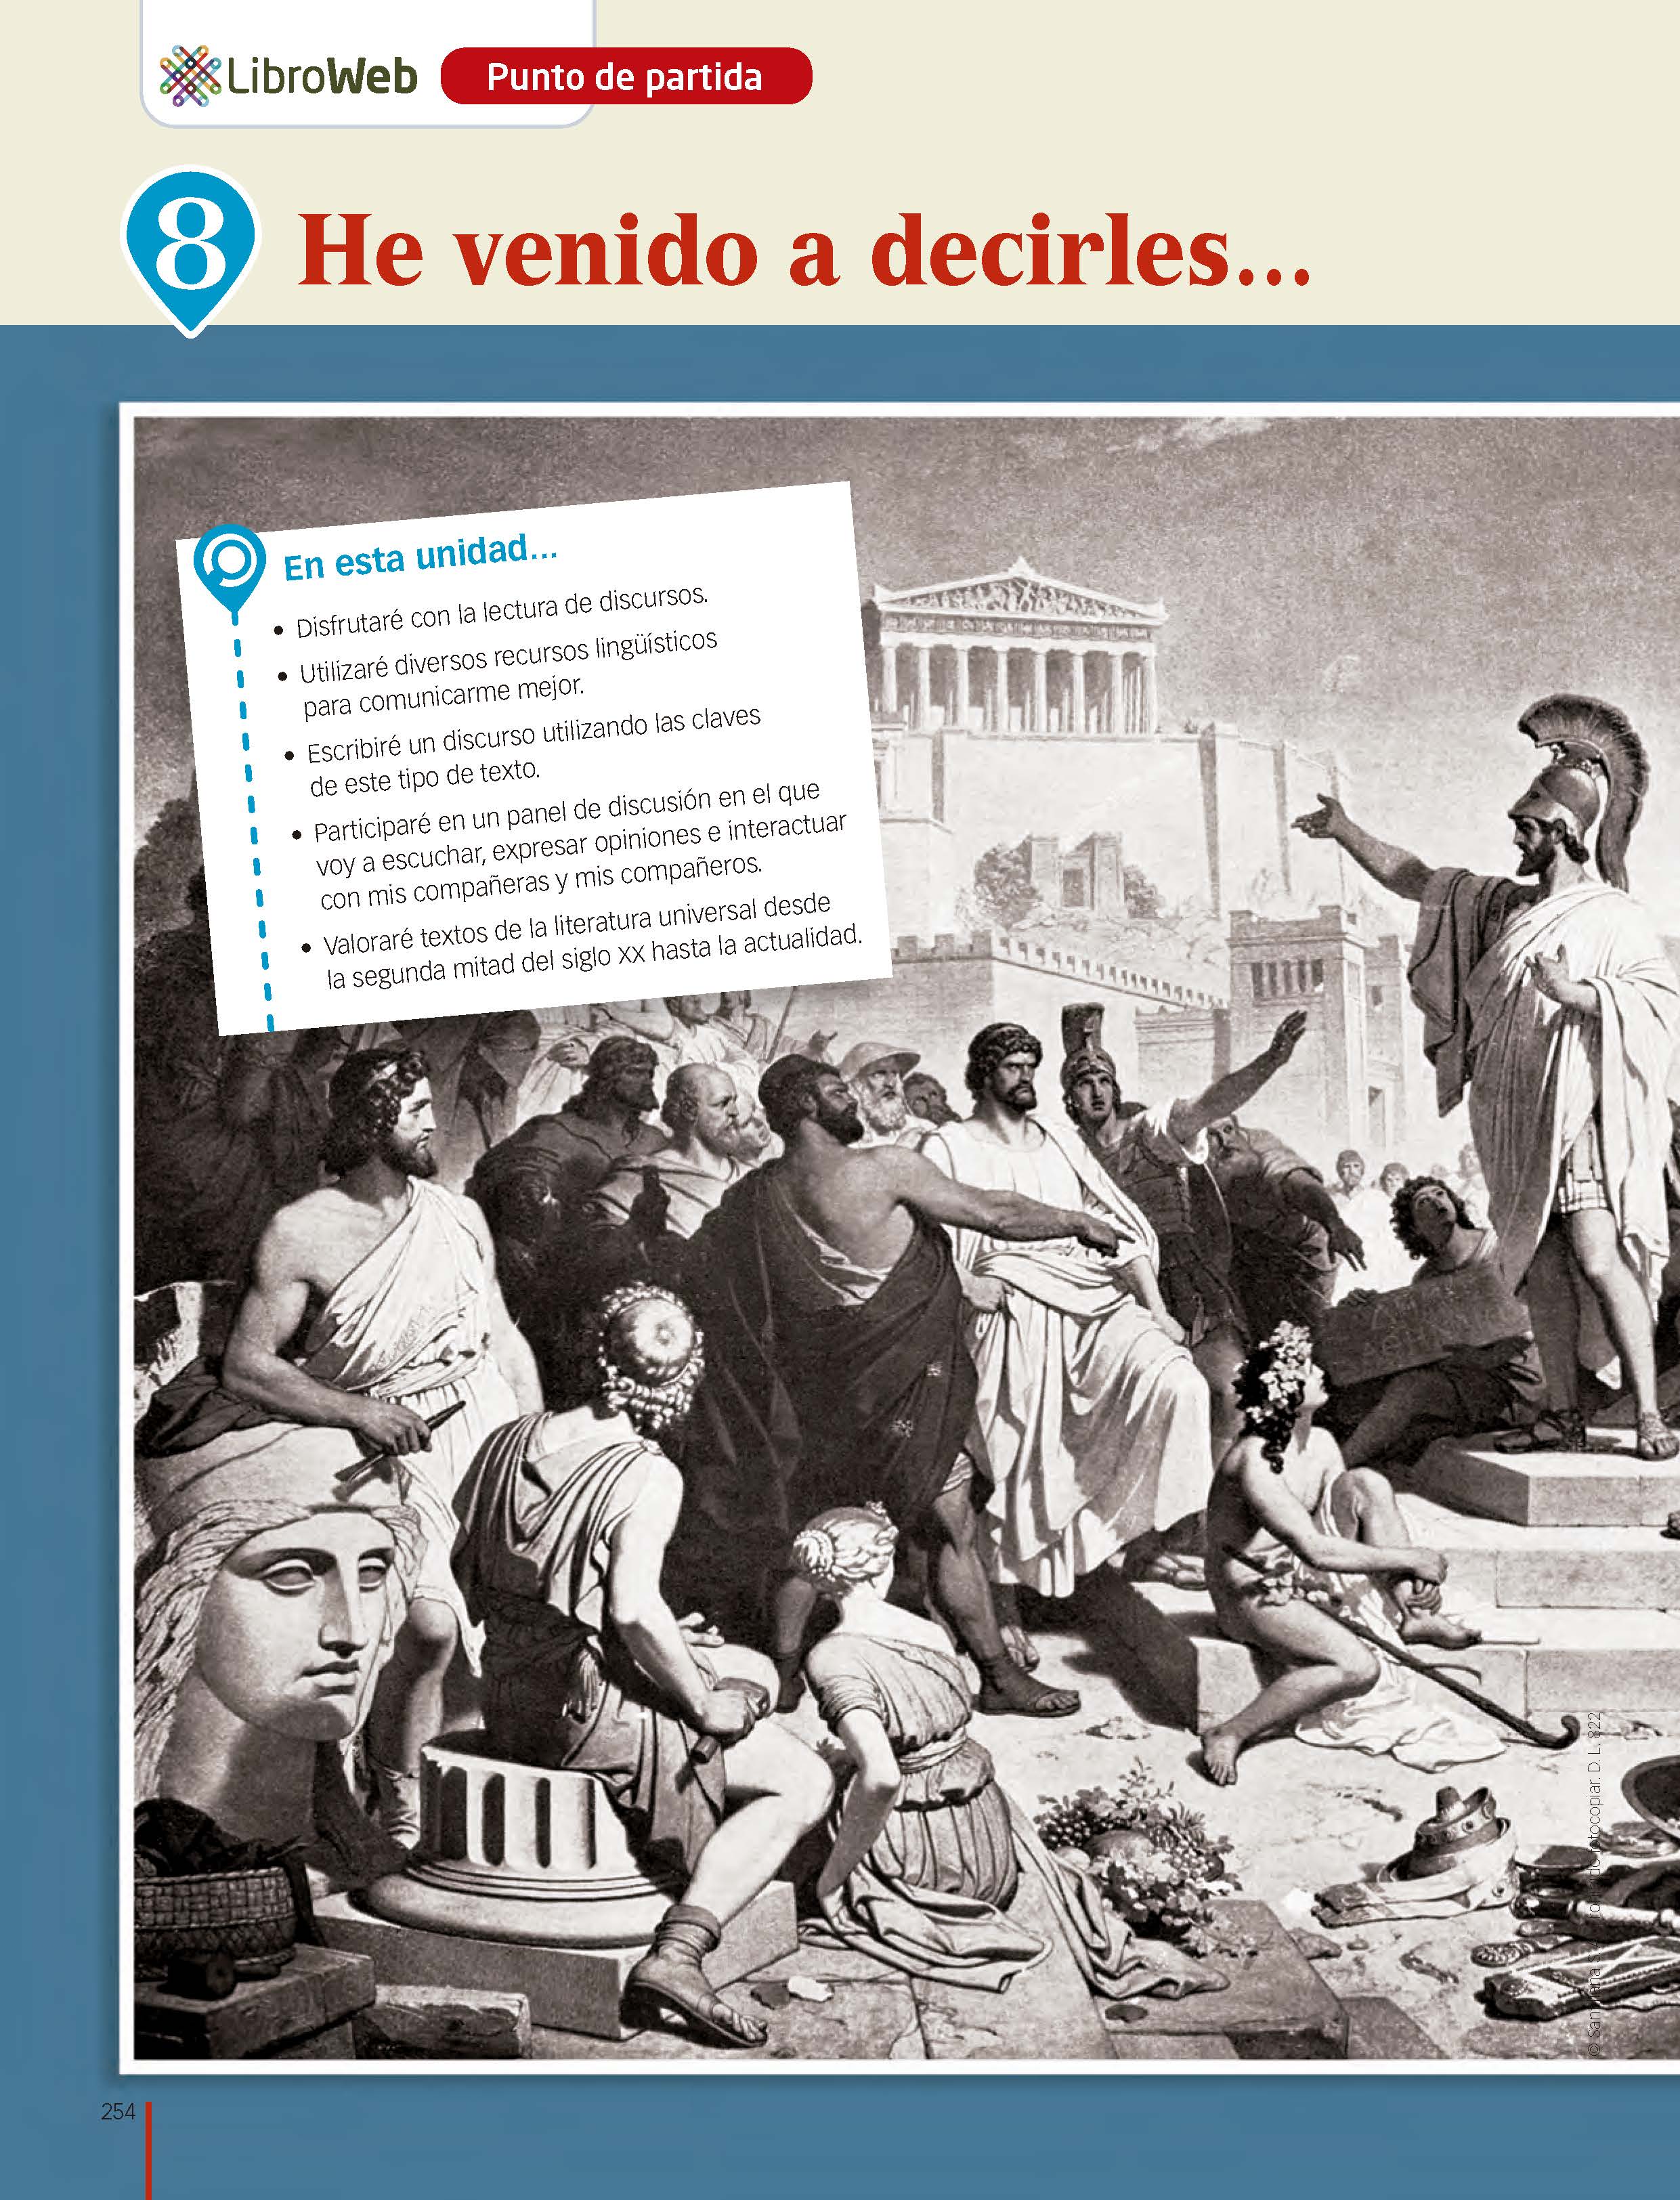 LibroWeb
Punto de partida
8
He venido a decirles...
En esta unidad...
• Disfrutaré con la lectura de discursos.
• Utilizaré diversos recursos lingüísticos
para comunicarme mejor.
• Escribiré un discurso utilizando las claves
de este tipo de texto.
• Participaré en un panel de discusión en el que
voy a escuchar, expresar opiniones e interactuar
con mis compañeras y mis compañeros.
• Valoraré textos de la literatura universal desde
la segunda mitad del siglo XX hasta la actualidad.
fotocopiar. D. L. 822
254